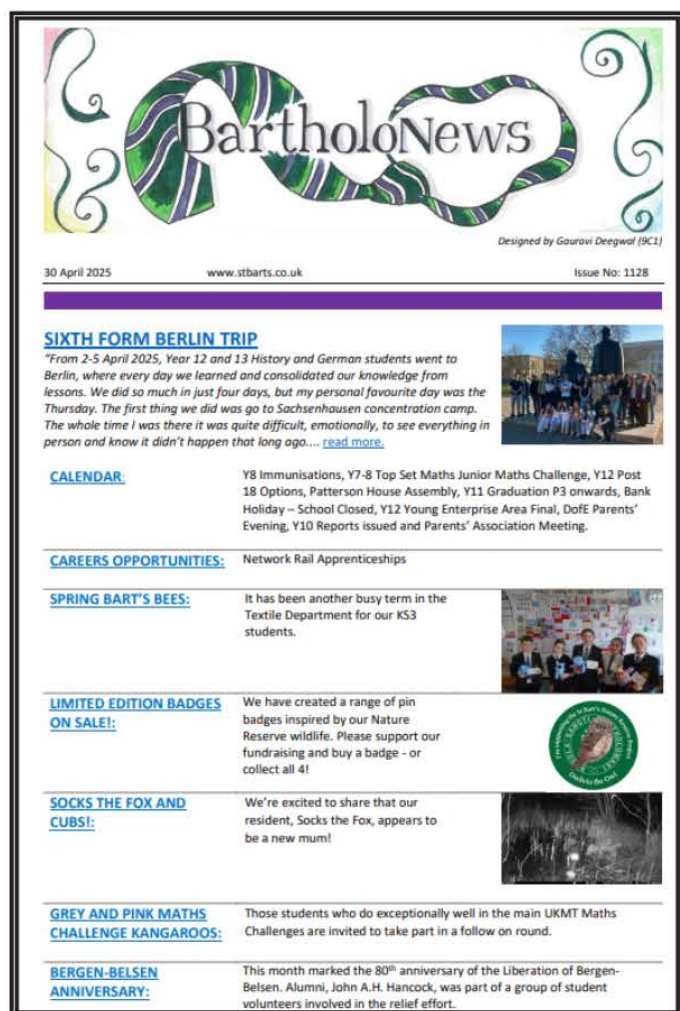 BartholoNews
Designed by Gauravi Deegwal (9C1)
30 April 2025 www.stbarts.co.uk Issue No: 1128
SIXTH FORM BERLIN TRIP
"From 2-5 April 2025, Year 12 and 13 History and German students went to
Berlin, where every day we learned and consolidated our knowledge from
lessons. We did so much in just four days, but my personal favourite day was the
Thursday. The first thing we did was go to Sachsenhausen concentration camp.
The whole time I was there it was quite difficult, emotionally, to see everything in
person and know it didn't happen that long ago.... read more.
CALENDAR:
Y8 Immunisations, Y7-8 Top Set Maths Junior Maths Challenge, Y12 Post
18 Options, Patterson House Assembly, Y11 Graduation P3 onwards, Bank
Holiday – School Closed, Y12 Young Enterprise Area Final, DofE Parents'
Evening, Y10 Reports issued and Parents' Association Meeting.
CAREERS OPPORTUNITIES: Network Rail Apprenticeships
SPRING BART'S BEES:
It has been another busy term in the
Textile Department for our KS3
students.
LIMITED EDITION BADGES
ON SALE!:
We have created a range of pin
badges inspired by our Nature
Reserve wildlife. Please support our
fundraising and buy a badge - or
collect all 4!
SOCKS THE FOX AND
CUBS!:
We're excited to share that our
resident, Socks the Fox, appears to
be a new mum!
GREY AND PINK MATHS
CHALLENGE KANGAROOS:
Those students who do exceptionally well in the main UKMT Maths
Challenges are invited to take part in a follow on round.
BERGEN-BELSEN
ANNIVERSARY:
This month marked the 80th anniversary of the Liberation of Bergen-
Belsen. Alumni, John A.H. Hancock, was part of a group of student
volunteers involved in the relief effort.